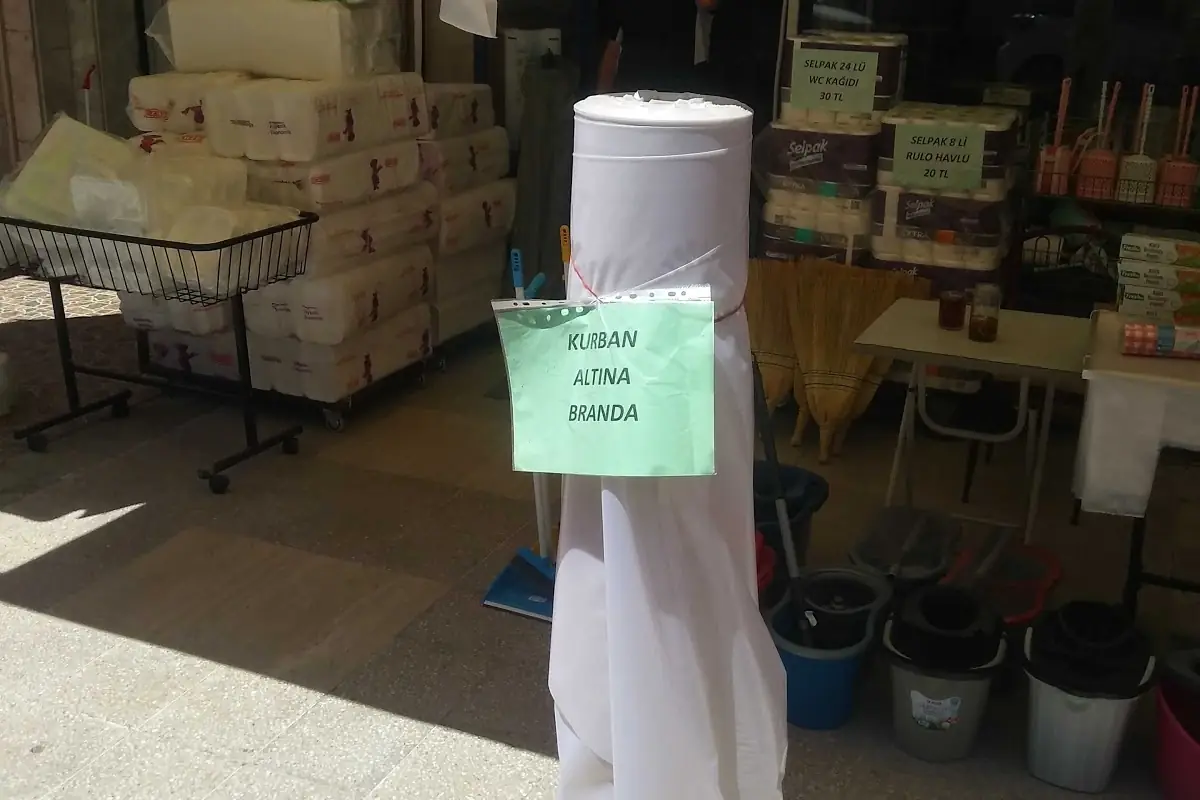 SELPAK 24 LÜ
WC KAĞIDI
30 TL
SELPAK 8 Lİ
RULO HAVLU
20 TL
Selpak
Selpak
KURBAN
ALTINA
BRANDA